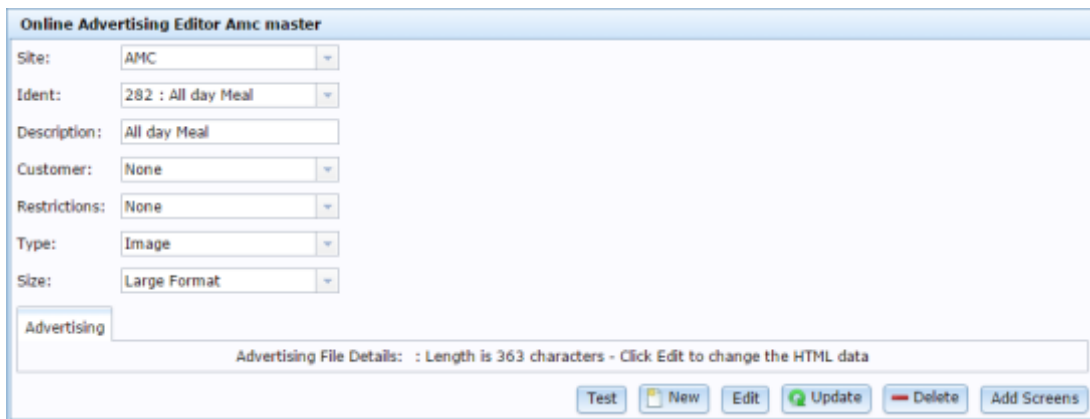 Online Advertising Editor Amc master
Site: AMC
Ident: 282 : All day Meal
Description: All day Meal
Customer: None
Restrictions: None
Type: Image
Size: Large Format
Advertising
Advertising File Details: : Length is 363 characters - Click Edit to change the HTML data
Test New Edit Update Delete Add Screens